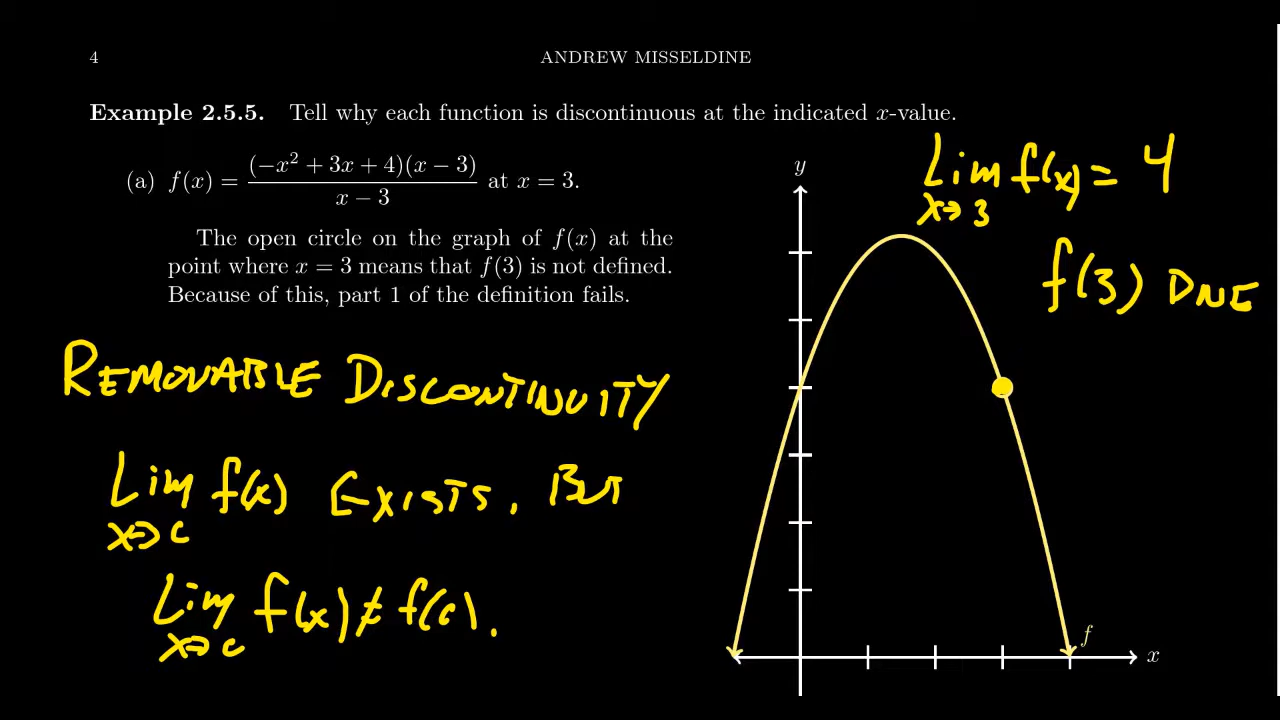 4 ANDREW MISSELDINE
Example 2.5.5. Tell why each function is discontinuous at the indicated x-value.
(a) f(x) = (−x² + 3x + 4)(x − 3) / (x − 3) at x = 3.
The open circle on the graph of f(x) at the
point where x = 3 means that f(3) is not defined.
Because of this, part 1 of the definition fails.
REMOVABLE DISCONTINUITY
Lim f(x) EXISTS, BUT
x→c
Lim f(x) ≠ f(c).
x→c
y
Lim f(x) = 4
x→3
f(3) DNE
f
x